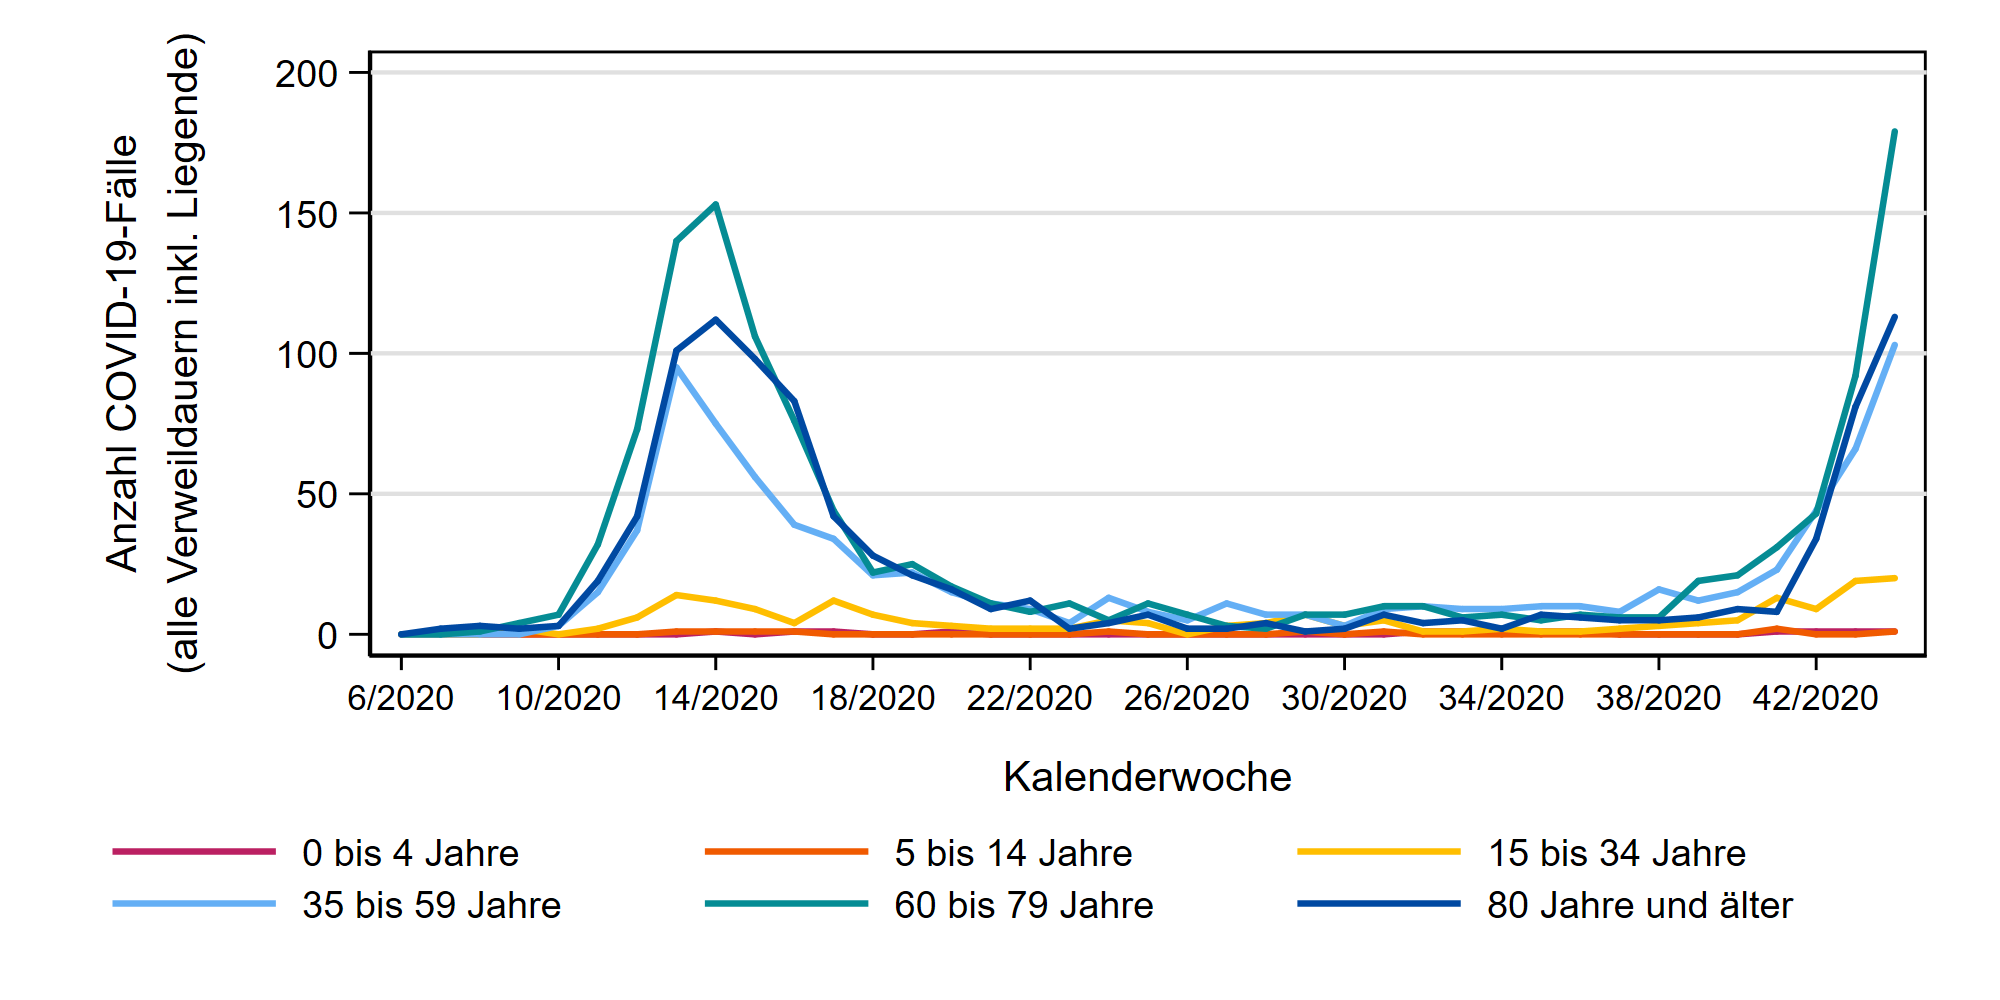 Anzahl COVID-19-Fälle
(alle Verweildauern inkl. Liegende)
200
150
100
50
0
6/2020 10/2020 14/2020 18/2020 22/2020 26/2020 30/2020 34/2020 38/2020 42/2020
Kalenderwoche
0 bis 4 Jahre 5 bis 14 Jahre 15 bis 34 Jahre
35 bis 59 Jahre 60 bis 79 Jahre 80 Jahre und älter